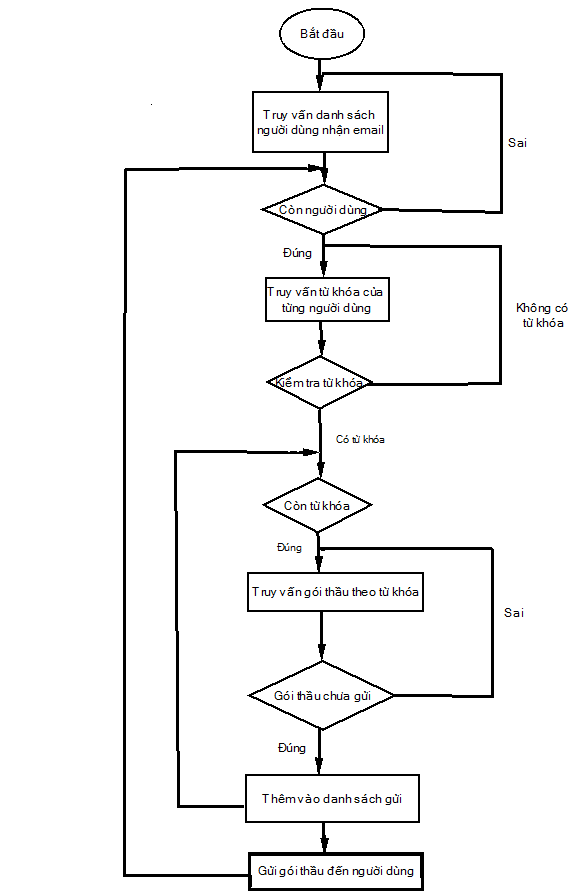 Bắt đầu
Truy vấn danh sách
người dùng nhận email
Sai
Còn người dùng
Đúng
Truy vấn từ khóa của
từng người dùng
Không có
từ khóa
Kiểm tra từ khóa
Có từ khóa
Còn từ khóa
Đúng
Truy vấn gói thầu theo từ khóa
Sai
Gói thầu chưa gửi
Đúng
Thêm vào danh sách gửi
Gửi gói thầu đến người dùng